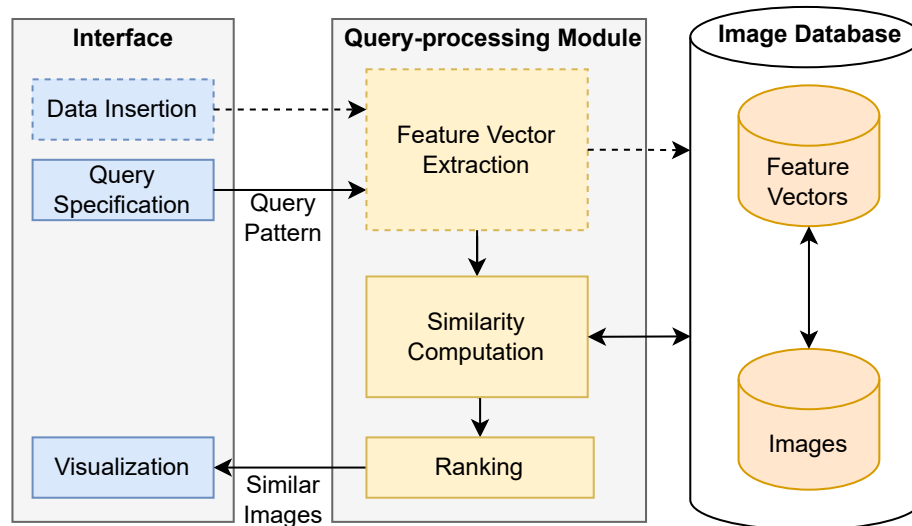 Interface
Data Insertion
Query
Specification
Query
Pattern
Visualization
Similar
Images
Query-processing Module
Feature Vector
Extraction
Similarity
Computation
Ranking
Image Database
Feature
Vectors
Images